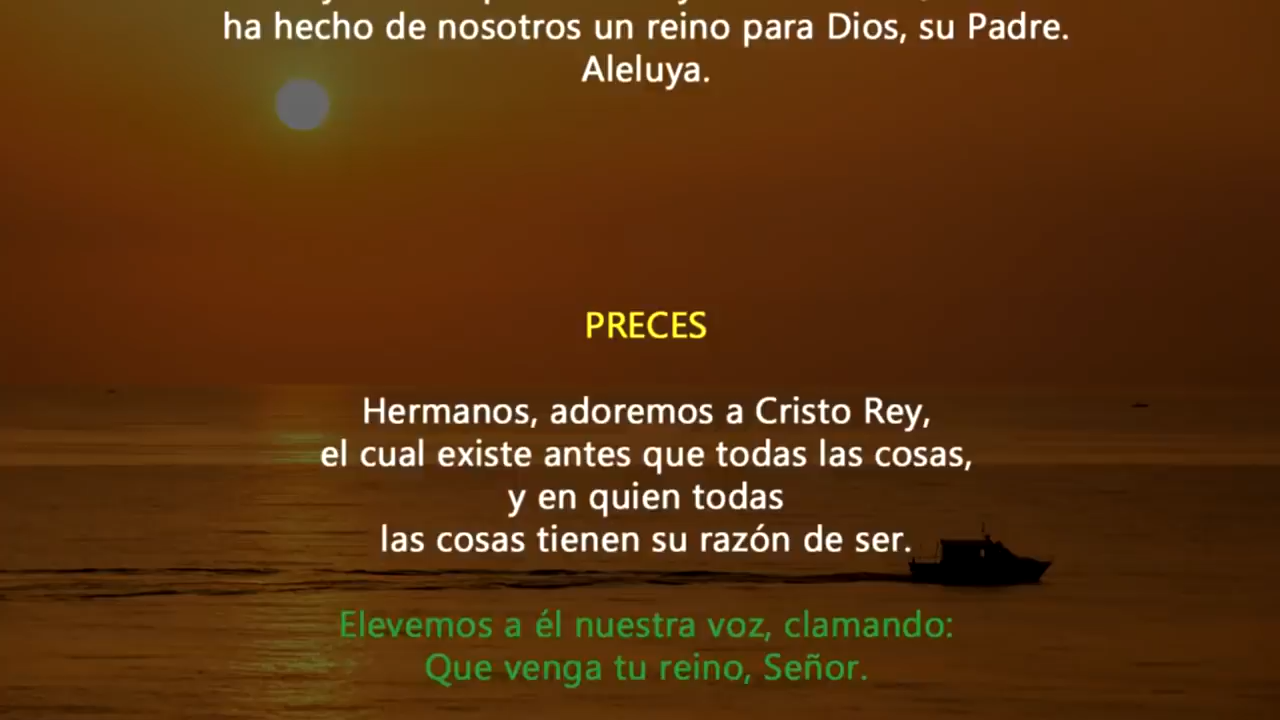 ha hecho de nosotros un reino para Dios, su Padre.
Aleluya.
PRECES
Hermanos, adoremos a Cristo Rey,
el cual existe antes que todas las cosas,
y en quien todas
las cosas tienen su razón de ser.
Elevemos a él nuestra voz, clamando:
Que venga tu reino, Señor.